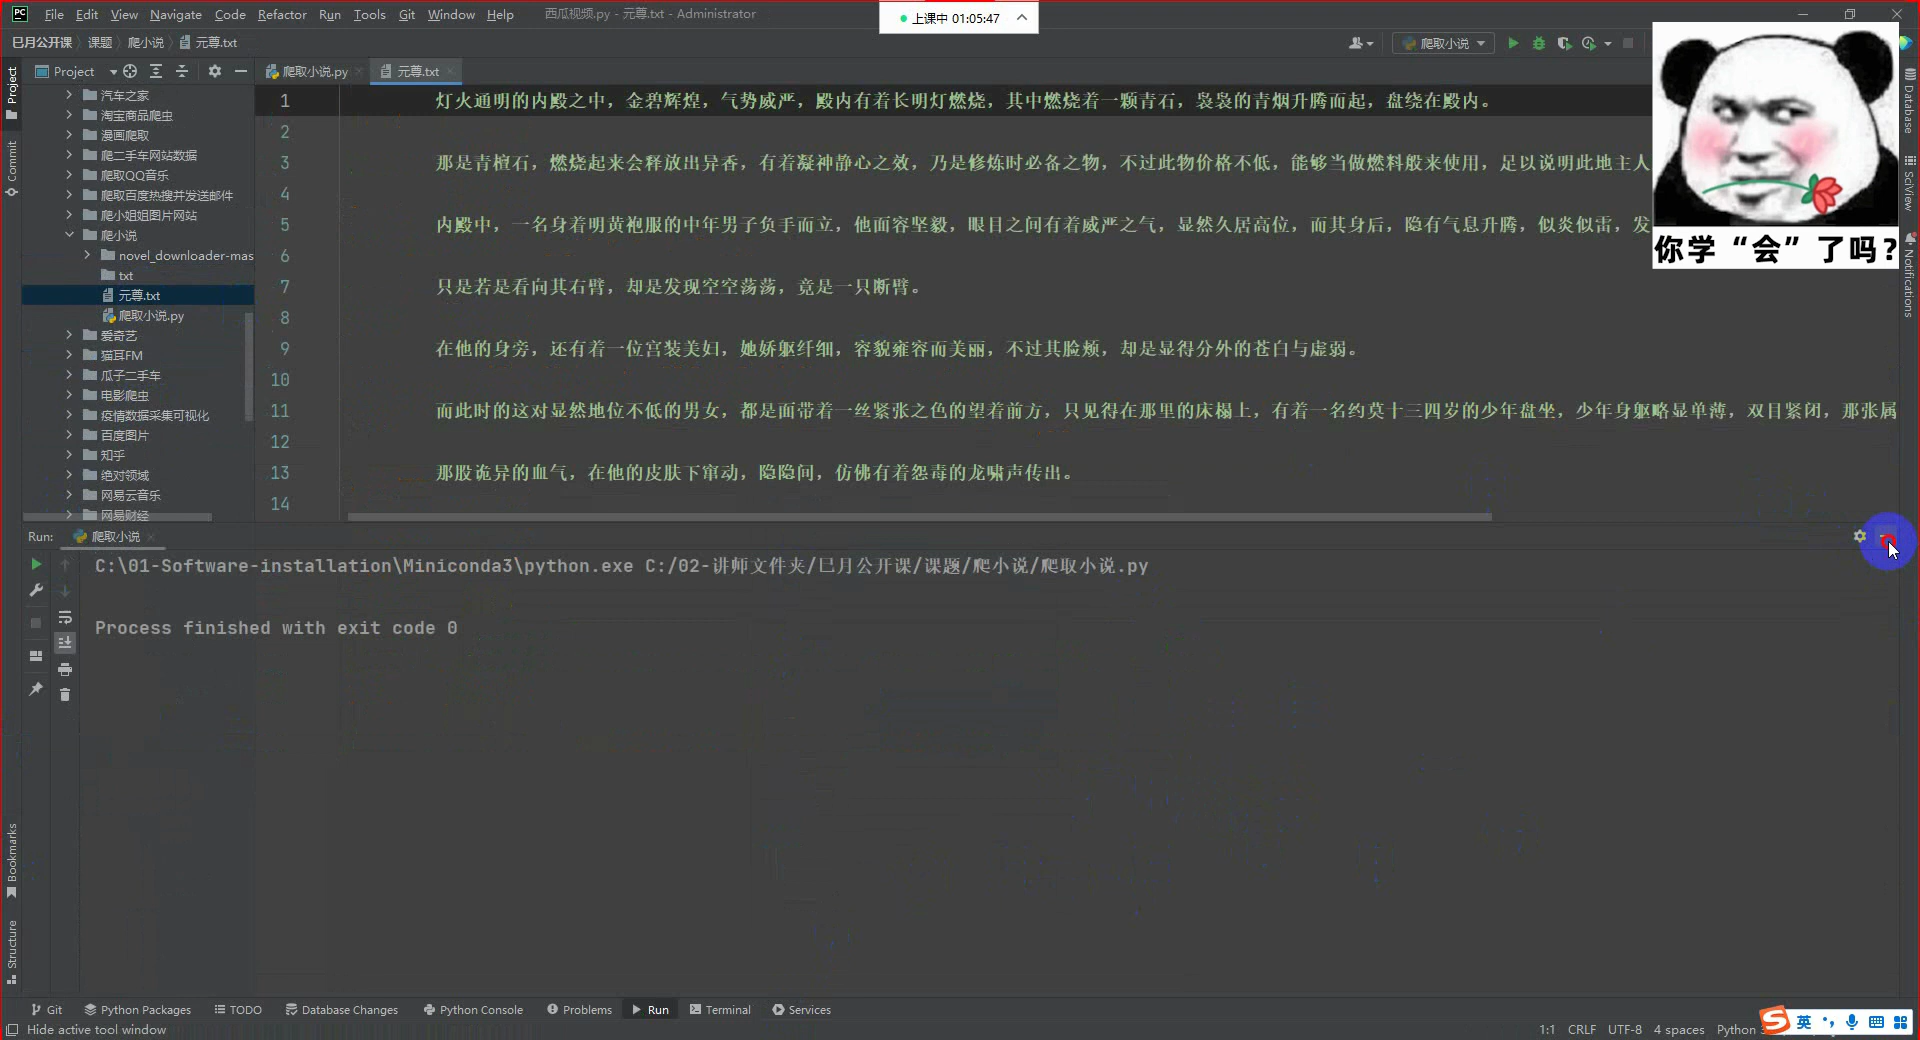 File Edit View Navigate Code Refactor Run Tools Git Window Help 西瓜视频.py - 元尊.txt - Administrator
上课中 01:05:47
巳月公开课 课题 爬小说 元尊.txt
爬取小说
Project
爬取小说.py
元尊.txt
Project
Commit
汽车之家
淘宝商品爬虫
漫画爬取
爬二手车网站数据
爬取QQ音乐
爬取百度热搜并发送邮件
爬小姐姐图片网站
爬小说
novel_downloader-mas
txt
元尊.txt
爬取小说.py
爱奇艺
猫耳FM
瓜子二手车
电影爬虫
疫情数据采集可视化
百度图片
知乎
绝对领域
网易云音乐
网易财经
1 灯火通明的内殿之中，金碧辉煌，气势威严，殿内有着长明灯燃烧，其中燃烧着一颗青石，袅袅的青烟升腾而起，盘绕在殿内。
2
3 那是青檀石，燃烧起来会释放出异香，有着凝神静心之效，乃是修炼时必备之物，不过此物价格不低，能够当做燃料般来使用，足以说明此地主人
4
5 内殿中，一名身着明黄袍服的中年男子负手而立，他面容坚毅，眼目之间有着威严之气，显然久居高位，而其身后，隐有气息升腾，似炎似雷，发
6
7 只是若是看向其右臂，却是发现空空荡荡，竟是一只断臂。
8
9 在他的身旁，还有着一位宫装美妇，她娇躯纤细，容貌雍容而美丽，不过其脸颊，却是显得分外的苍白与虚弱。
10
11 而此时的这对显然地位不低的男女，都是面带着一丝紧张之色的望着前方，只见得在那里的床榻上，有着一名约莫十三四岁的少年盘坐，少年身躯略显单薄，双目紧闭，那张属
12
13 那股诡异的血气，在他的皮肤下窜动，隐隐间，仿佛有着怨毒的龙啸声传出。
14
你学“会”了吗？
Database
SciView
Notifications
Run: 爬取小说
C:\01-Software-installation\Miniconda3\python.exe C:/02-讲师文件夹/巳月公开课/课题/爬小说/爬取小说.py
Process finished with exit code 0
Bookmarks
Structure
Git Python Packages TODO Database Changes Python Console Problems Run Terminal Services
Hide active tool window
1:1 CRLF UTF-8 4 spaces Python
英